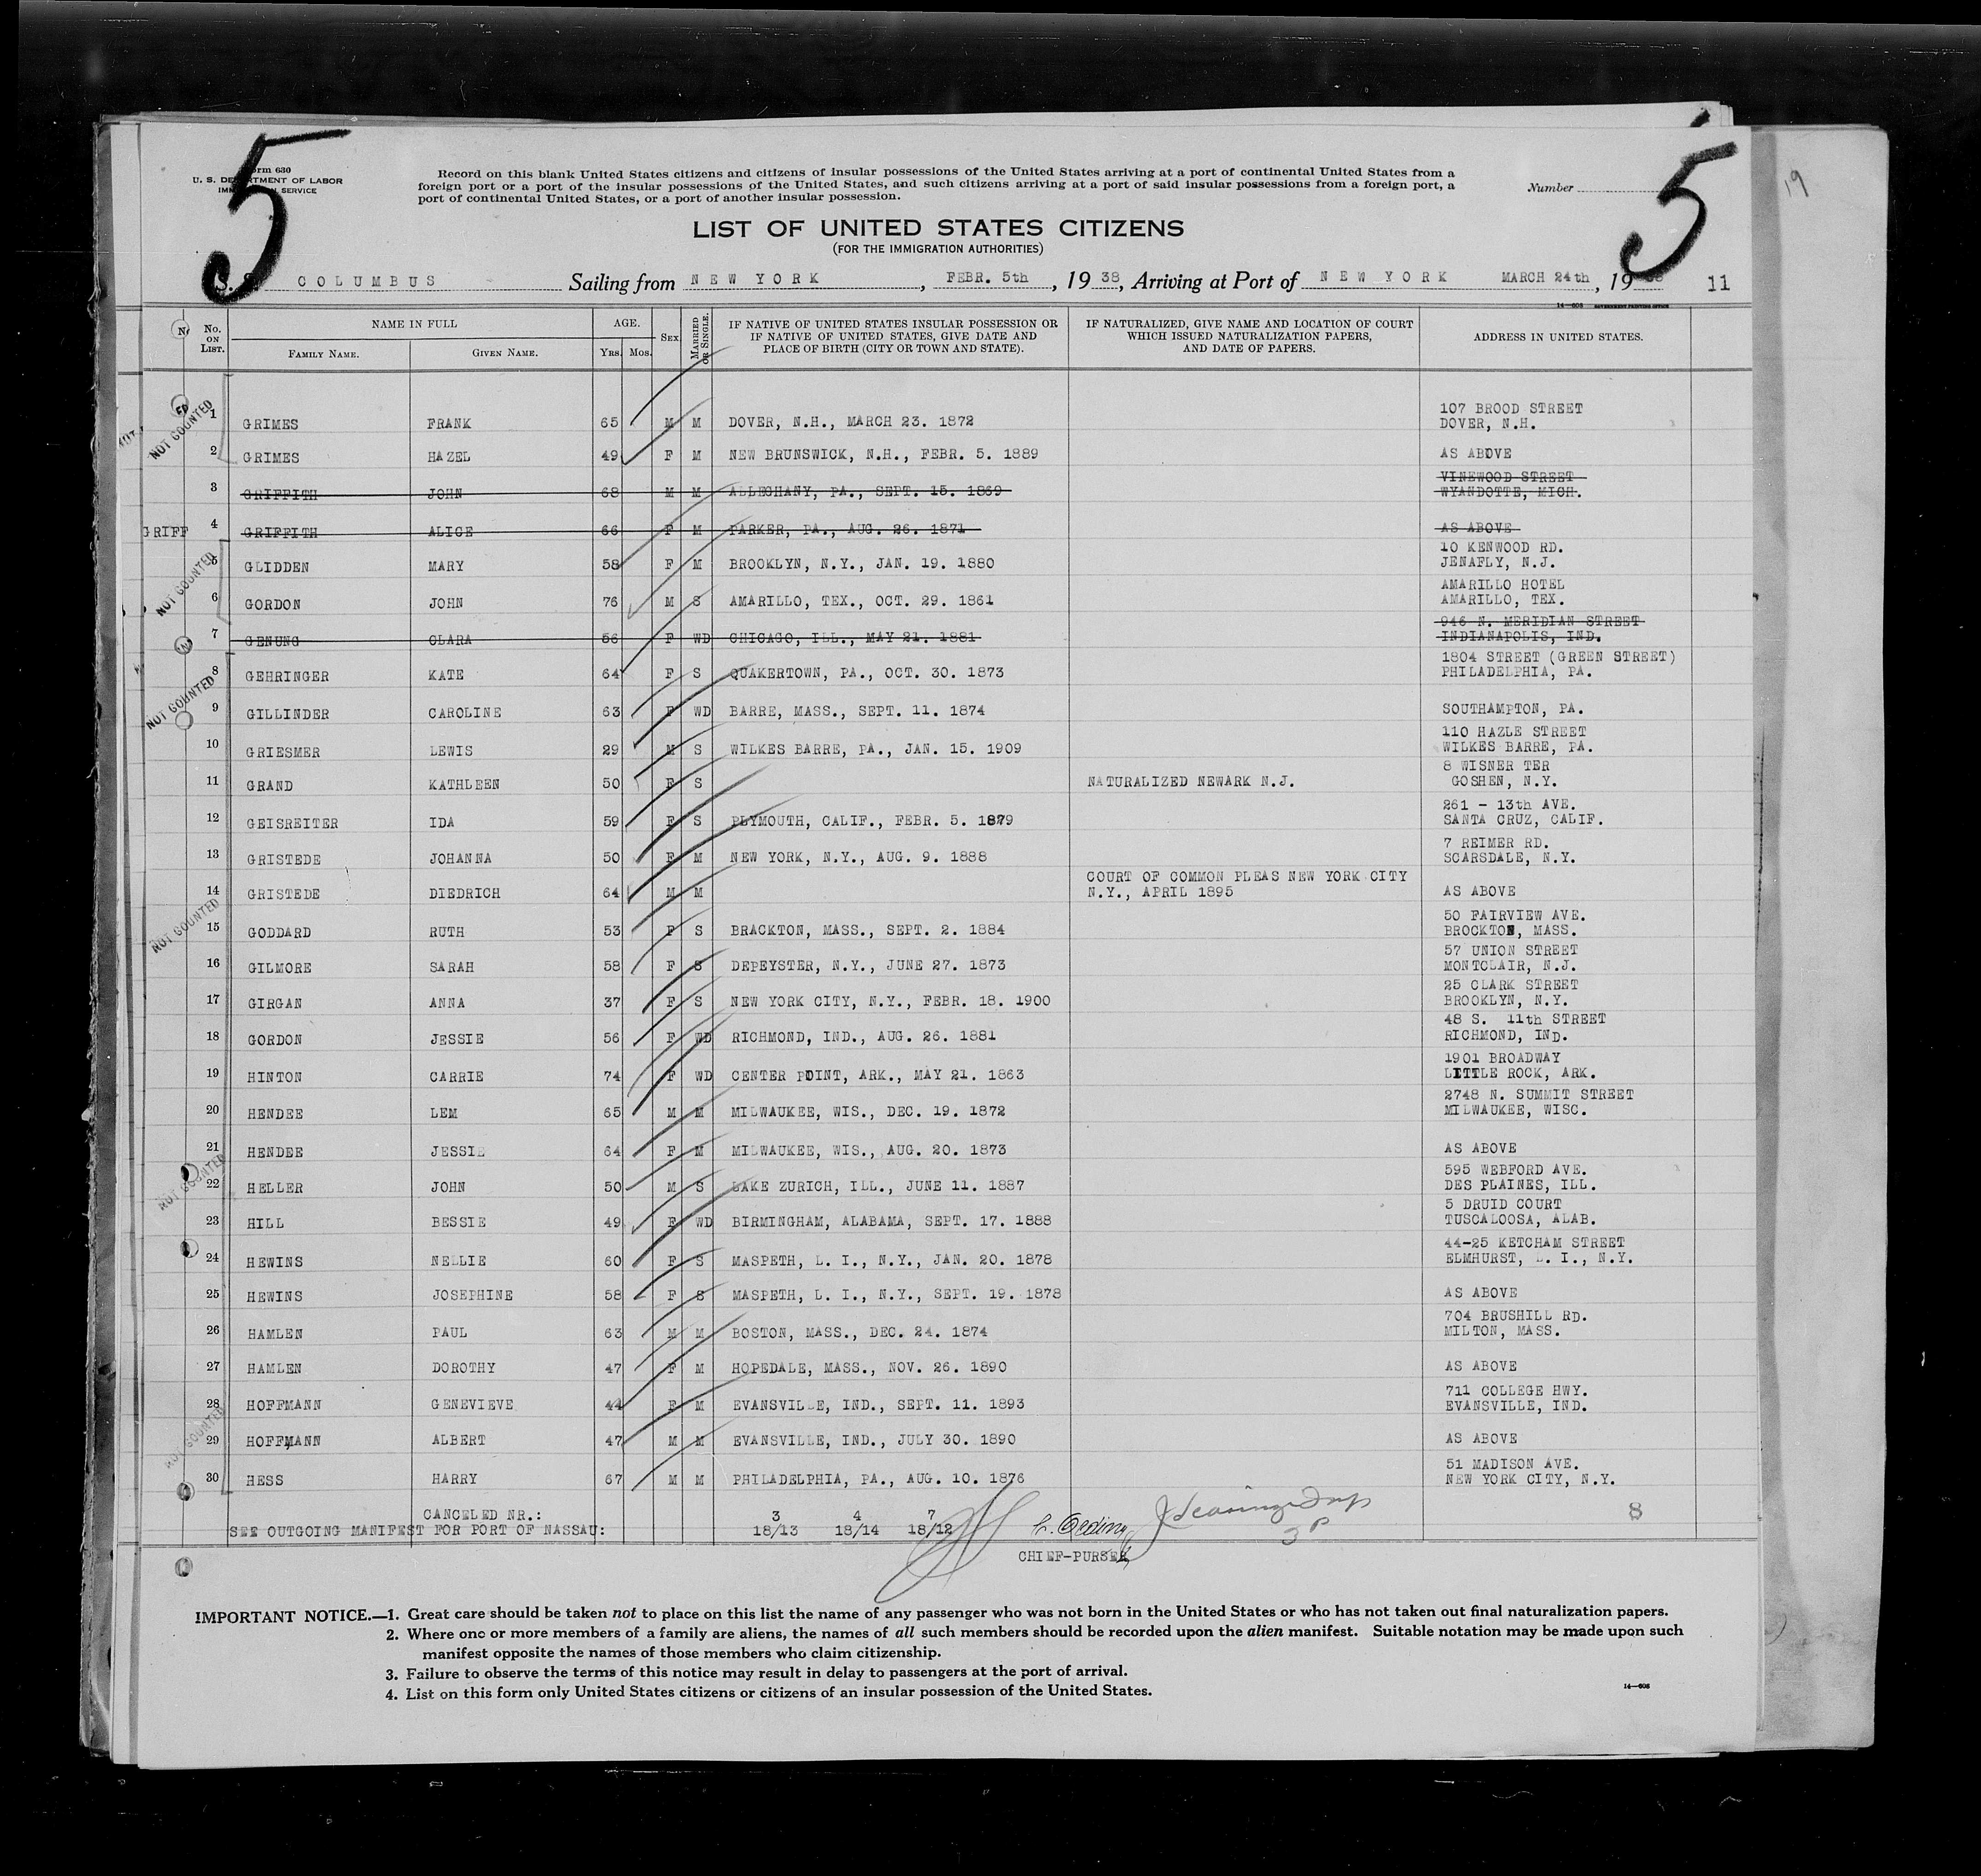 5
5
Form 630
U. S. DEPARTMENT OF LABOR
IMMIGRATION SERVICE
Record on this blank United States citizens and citizens of insular possessions of the United States arriving at a port of continental United States from a
foreign port or a port of the insular possessions of the United States, and such citizens arriving at a port of said insular possessions from a foreign port, a
port of continental United States, or a port of another insular possession.
Number
19
LIST OF UNITED STATES CITIZENS
(FOR THE IMMIGRATION AUTHORITIES)
S. S. COLUMBUS Sailing from NEW YORK, FEBR. 5th, 1938, Arriving at Port of NEW YORK MARCH 24th, 1938 11
14—608 GOVERNMENT PRINTING OFFICE
No. ON LIST. NAME IN FULL FAMILY NAME. GIVEN NAME. AGE. YRS. MOS. SEX MARRIED OR SINGLE. IF NATIVE OF UNITED STATES INSULAR POSSESSION OR IF NATIVE OF UNITED STATES, GIVE DATE AND PLACE OF BIRTH (CITY OR TOWN AND STATE). IF NATURALIZED, GIVE NAME AND LOCATION OF COURT WHICH ISSUED NATURALIZATION PAPERS, AND DATE OF PAPERS. ADDRESS IN UNITED STATES.
NOT COUNTED
1 GRIMES FRANK 65 M M DOVER, N.H., MARCH 23. 1872 107 BROOD STREET DOVER, N.H.
2 GRIMES HAZEL 49 F M NEW BRUNSWICK, N.H., FEBR. 5. 1889 AS ABOVE
3 GRIFFITH JOHN 68 M M ALLEGHANY, PA., SEPT. 15. 1869 VINEWOOD STREET WYANDOTTE, MICH.
GRIFF 4 GRIFFITH ALICE 66 F M PARKER, PA., AUG. 26. 1871 AS ABOVE
NOT COUNTED
5 GLIDDEN MARY 58 F M BROOKLYN, N.Y., JAN. 19. 1880 10 KENWOOD RD. JENAFLY, N.J.
6 GORDON JOHN 76 M S AMARILLO, TEX., OCT. 29. 1861 AMARILLO HOTEL AMARILLO, TEX.
7 GENUNG CLARA 56 F WD CHICAGO, ILL., MAY 21. 1881 946 N. MERIDIAN STREET INDIANAPOLIS, IND.
NOT COUNTED
8 GEHRINGER KATE 64 F S QUAKERTOWN, PA., OCT. 30. 1873 1804 STREET (GREEN STREET) PHILADELPHIA, PA.
9 GILLINDER CAROLINE 63 F WD BARRE, MASS., SEPT. 11. 1874 SOUTHAMPTON, PA.
10 GRIESMER LEWIS 29 M S WILKES BARRE, PA., JAN. 15. 1909 110 HAZLE STREET WILKES BARRE, PA.
11 GRAND KATHLEEN 50 F S NATURALIZED NEWARK N.J. 8 WISNER TER GOSHEN, N.Y.
12 GEISREITER IDA 59 F S PLYMOUTH, CALIF., FEBR. 5. 1879 261 - 13th AVE. SANTA CRUZ, CALIF.
13 GRISTEDE JOHANNA 50 F M NEW YORK, N.Y., AUG. 9. 1888 7 REIMER RD. SCARSDALE, N.Y.
14 GRISTEDE DIEDRICH 64 M M COURT OF COMMON PLEAS NEW YORK CITY N.Y., APRIL 1895 AS ABOVE
NOT COUNTED
15 GODDARD RUTH 53 F S BRACKTON, MASS., SEPT. 2. 1884 50 FAIRVIEW AVE. BROCKTON, MASS.
16 GILMORE SARAH 58 F S DEPEYSTER, N.Y., JUNE 27. 1873 57 UNION STREET MONTCLAIR, N.J.
17 GIRGAN ANNA 37 F S NEW YORK CITY, N.Y., FEBR. 18. 1900 25 CLARK STREET BROOKLYN, N.Y.
18 GORDON JESSIE 56 F WD RICHMOND, IND., AUG. 26. 1881 48 S. 11th STREET RICHMOND, IND.
19 HINTON CARRIE 74 F WD CENTER POINT, ARK., MAY 21. 1863 1901 BROADWAY LITTLE ROCK, ARK.
20 HENDEE LEM 65 M M MILWAUKEE, WIS., DEC. 19. 1872 2748 N. SUMMIT STREET MILWAUKEE, WISC.
21 HENDEE JESSIE 64 F M MILWAUKEE, WIS., AUG. 20. 1873 AS ABOVE
NOT COUNTED
22 HELLER JOHN 50 M S LAKE ZURICH, ILL., JUNE 11. 1887 595 WEBFORD AVE. DES PLAINES, ILL.
23 HILL BESSIE 49 F WD BIRMINGHAM, ALABAMA, SEPT. 17. 1888 5 DRUID COURT TUSCALOOSA, ALAB.
24 HEWINS NELLIE 60 F S MASPETH, L. I., N.Y., JAN. 20. 1878 44-25 KETCHAM STREET ELMHURST, L. I., N.Y.
25 HEWINS JOSEPHINE 58 F S MASPETH, L. I., N.Y., SEPT. 19. 1878 AS ABOVE
26 HAMLEN PAUL 63 M M BOSTON, MASS., DEC. 24. 1874 704 BRUSHILL RD. MILTON, MASS.
27 HAMLEN DOROTHY 47 F M HOPEDALE, MASS., NOV. 26. 1890 AS ABOVE
28 HOFFMANN GENEVIEVE 44 F M EVANSVILLE, IND., SEPT. 11. 1893 711 COLLEGE HWY. EVANSVILLE, IND.
NOT COUNTED
29 HOFFMANN ALBERT 47 M M EVANSVILLE, IND., JULY 30. 1890 AS ABOVE
30 HESS HARRY 67 M M PHILADELPHIA, PA., AUG. 10. 1876 51 MADISON AVE. NEW YORK CITY, N.Y.
CANCELED NR.: 3 4 7
SEE OUTGOING MANIFEST FOR PORT OF NASSAU: 18/13 18/14 18/12
8
3 P
CHIEF-PURSER
IMPORTANT NOTICE.—1. Great care should be taken not to place on this list the name of any passenger who was not born in the United States or who has not taken out final naturalization papers.
2. Where one or more members of a family are aliens, the names of all such members should be recorded upon the alien manifest. Suitable notation may be made upon such
manifest opposite the names of those members who claim citizenship.
3. Failure to observe the terms of this notice may result in delay to passengers at the port of arrival.
4. List on this form only United States citizens or citizens of an insular possession of the United States.
14—608